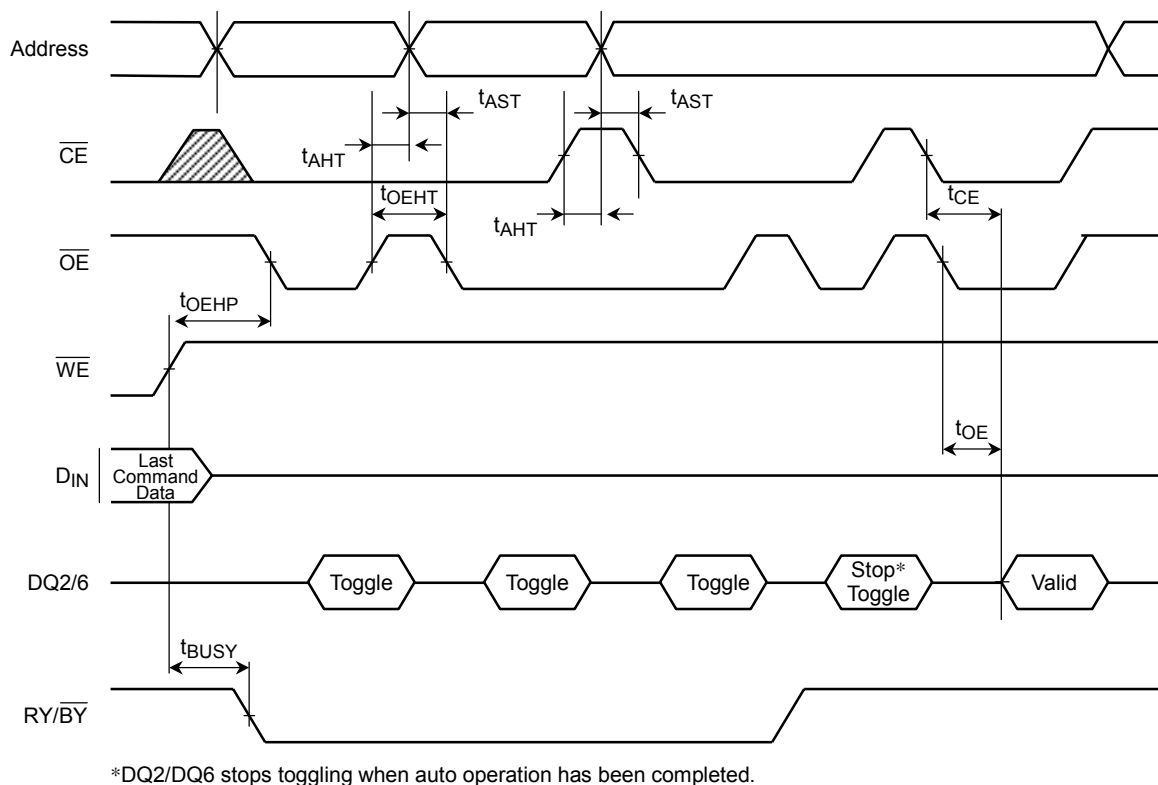 Address
tAST
tAST
CE
tAHT
tOEHT
tCE
tAHT
OE
tOEHP
WE
tOE
DIN
Last
Command
Data
DQ2/6
Toggle
Toggle
Toggle
Stop*
Toggle
Valid
tBUSY
RY/BY
*DQ2/DQ6 stops toggling when auto operation has been completed.